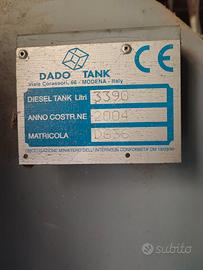 CE
DADO TANK
Viale Corassori, 66 - MODENA - Italy
DIESEL TANK Litri 3390
ANNO COSTR.NE 2004
MATRICOLA D636
subito